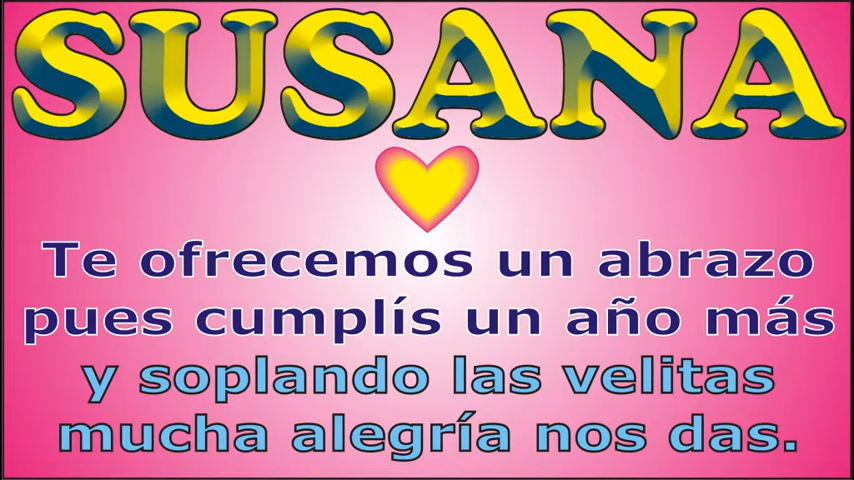 SUSANA
Te ofrecemos un abrazo
pues cumplís un año más
y soplando las velitas
mucha alegría nos das.